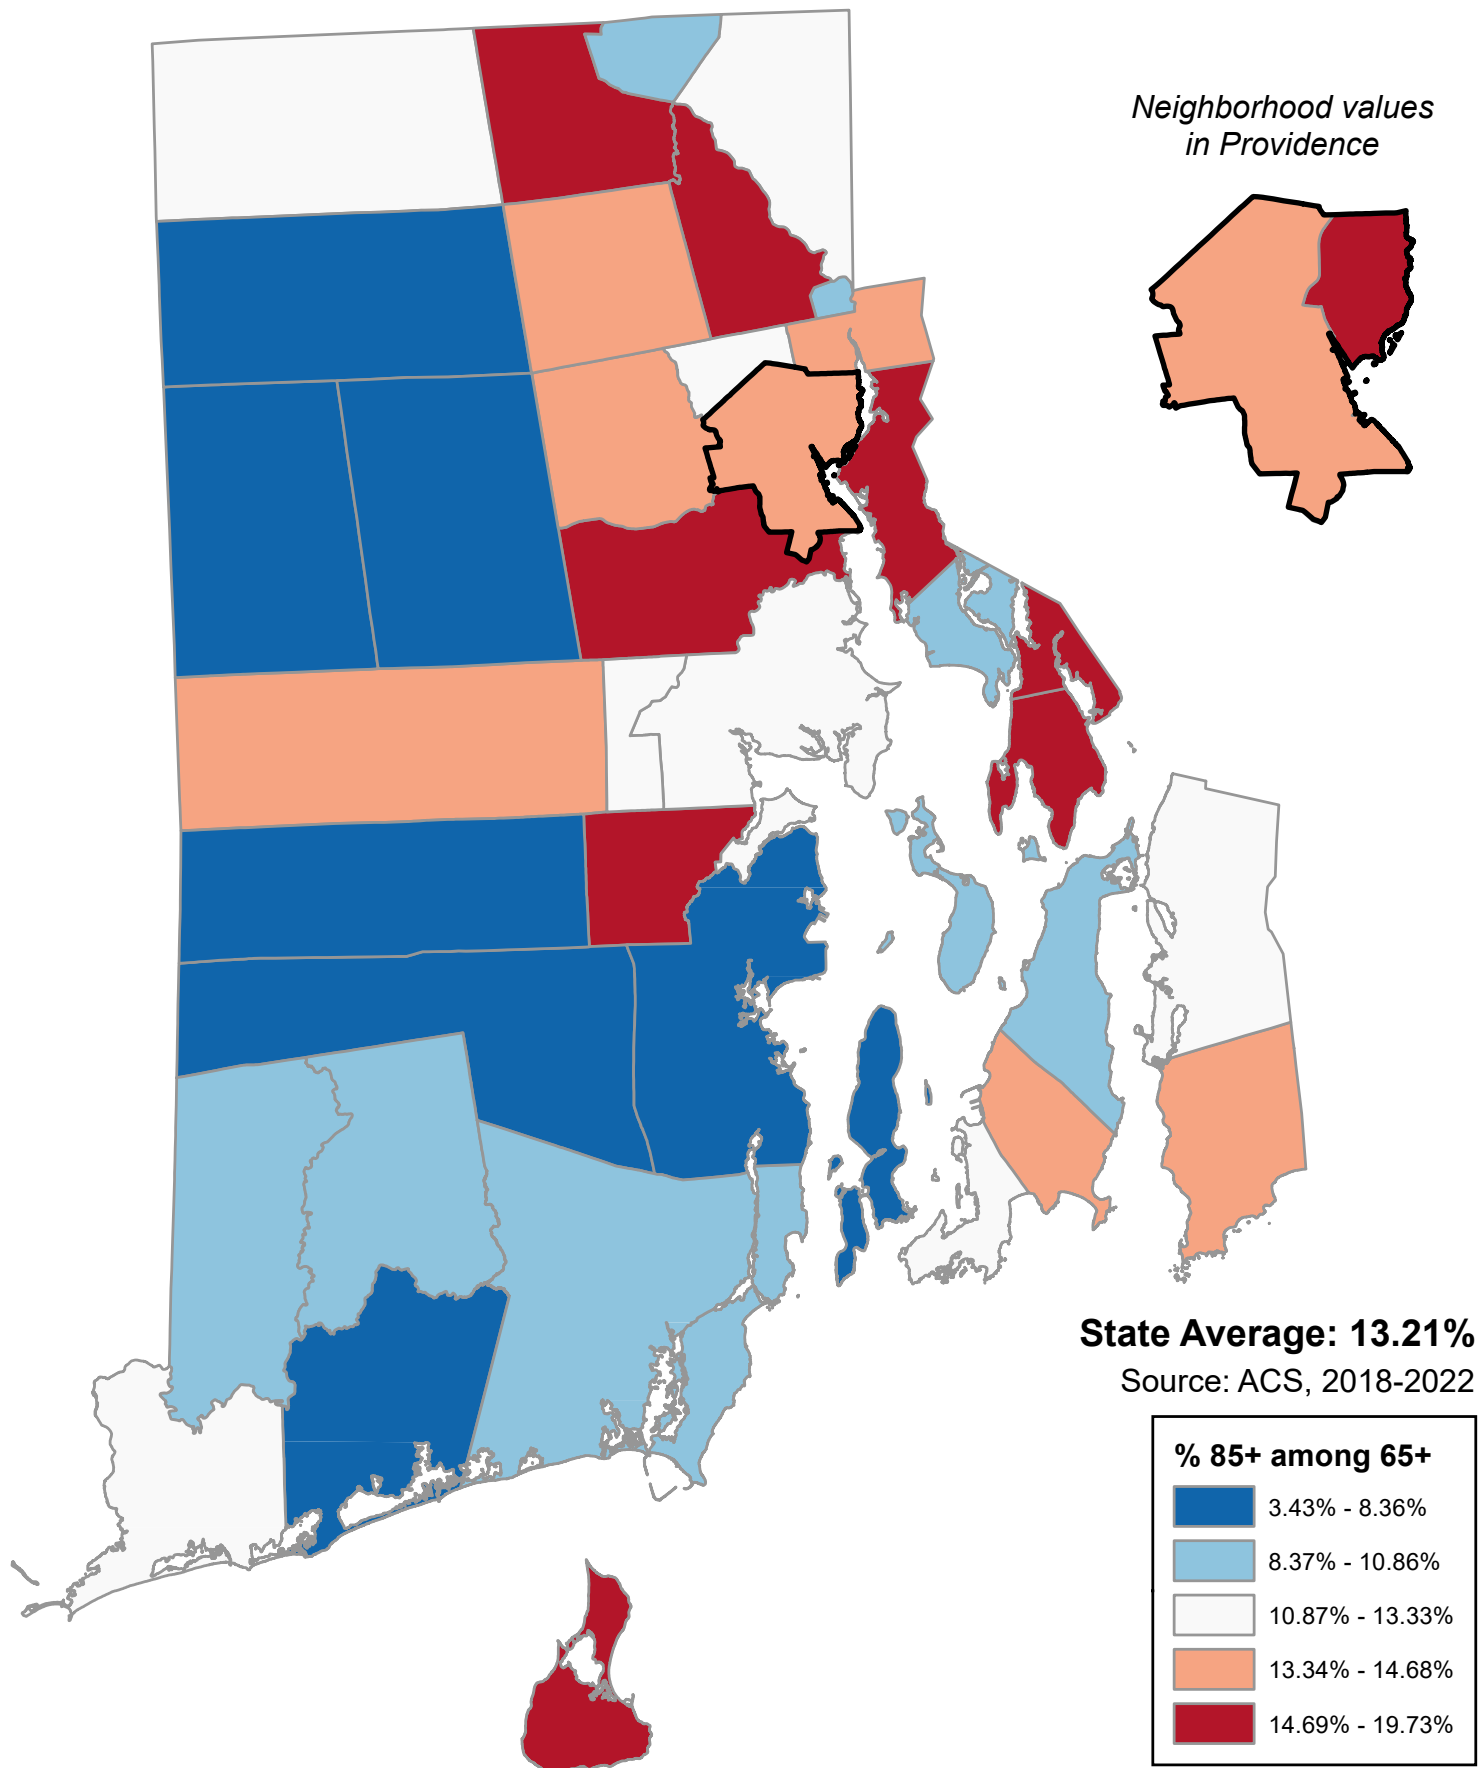 Neighborhood values
in Providence
State Average: 13.21%
Source: ACS, 2018-2022
% 85+ among 65+
3.43% - 8.36%
8.37% - 10.86%
10.87% - 13.33%
13.34% - 14.68%
14.69% - 19.73%